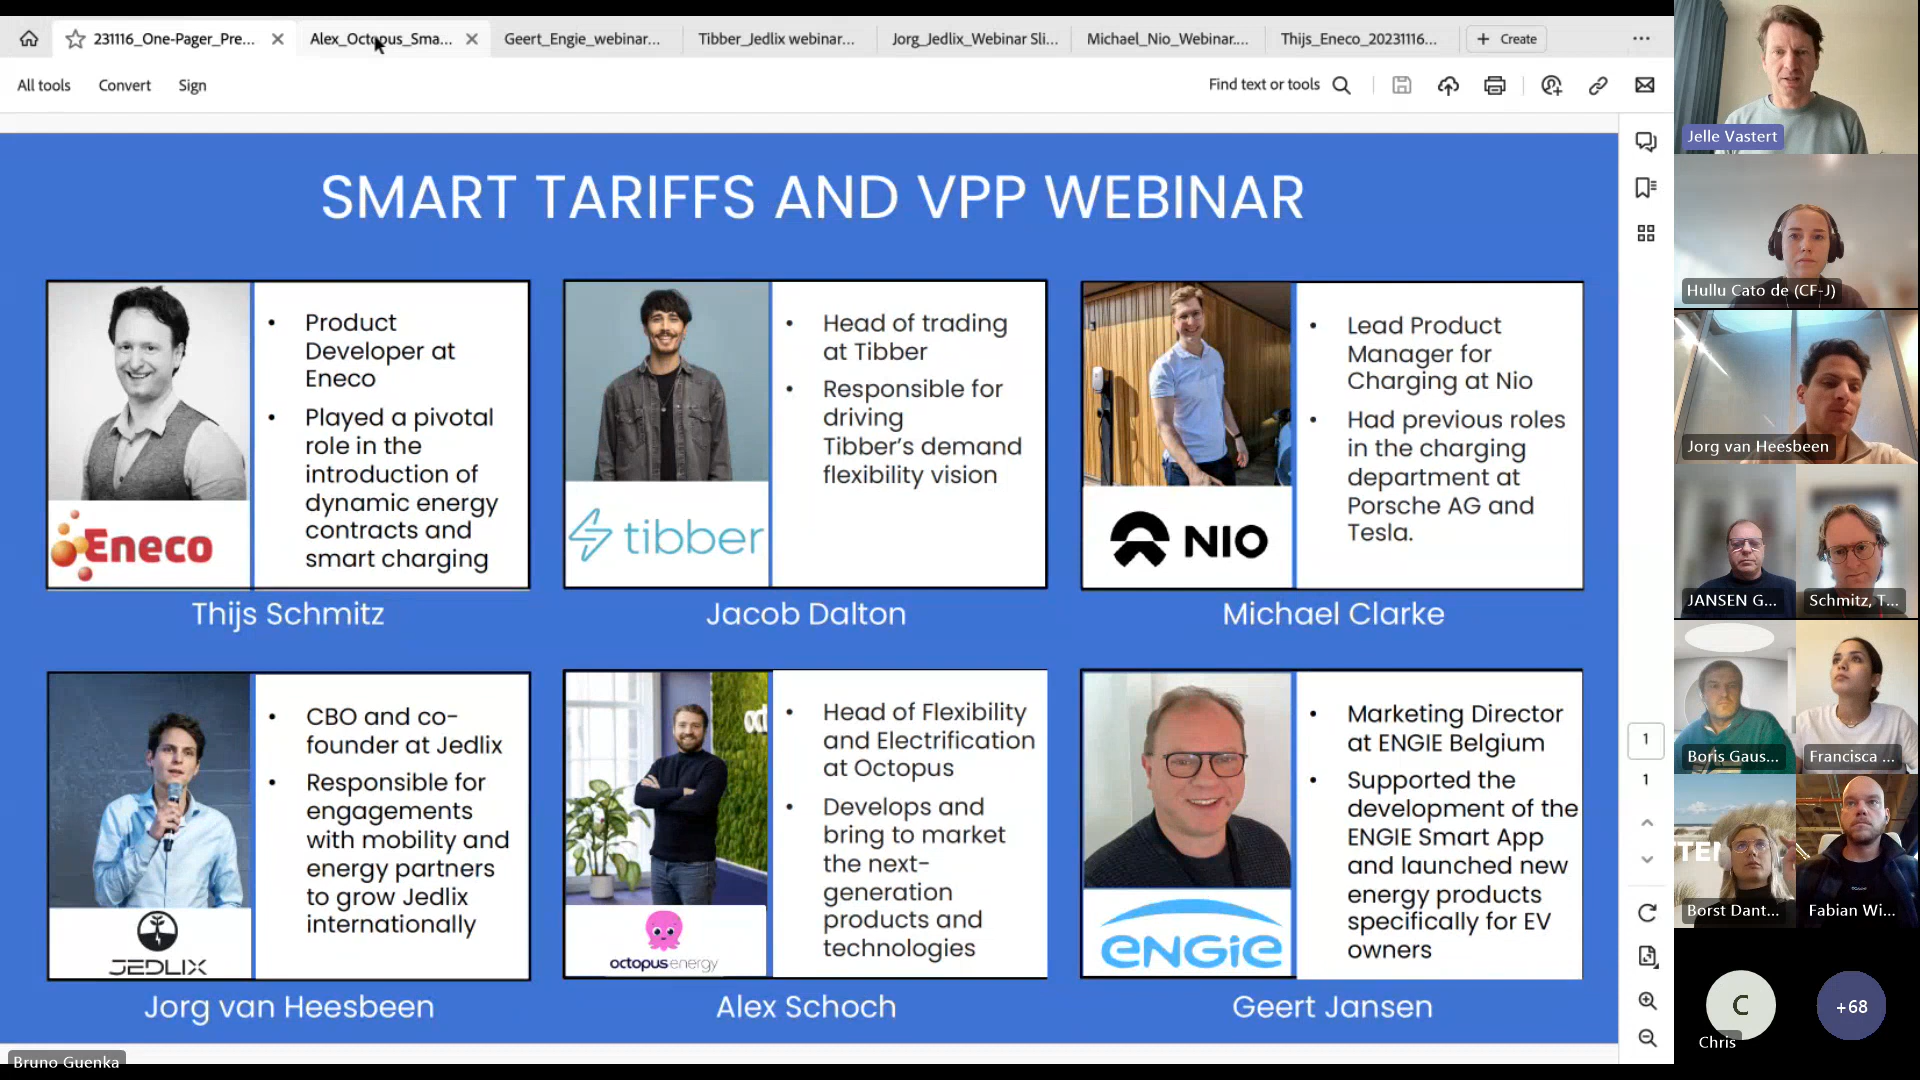 231116_One-Pager_Pre...
Alex_Octopus_Sma...
Geert_Engie_webinar...
Tibber_Jedlix webinar...
Jorg_Jedlix_Webinar Sli...
Michael_Nio_Webinar....
Thijs_Eneco_20231116...
+ Create
All tools
Convert
Sign
Find text or tools
SMART TARIFFS AND VPP WEBINAR
• Product
Developer at
Eneco
• Played a pivotal
role in the
introduction of
dynamic energy
contracts and
smart charging
Eneco
Thijs Schmitz
• Head of trading
at Tibber
• Responsible for
driving
Tibber’s demand
flexibility vision
tibber
Jacob Dalton
• Lead Product
Manager for
Charging at Nio
• Had previous roles
in the charging
department at
Porsche AG and
Tesla.
NIO
Michael Clarke
• CBO and co-
founder at Jedlix
• Responsible for
engagements
with mobility and
energy partners
to grow Jedlix
internationally
JEDLIX
Jorg van Heesbeen
• Head of Flexibility
and Electrification
at Octopus
• Develops and
bring to market
the next-
generation
products and
technologies
oct
octopusenergy
Alex Schoch
• Marketing Director
at ENGIE Belgium
• Supported the
development of the
ENGIE Smart App
and launched new
energy products
specifically for EV
owners
ENGIE
Geert Jansen
1
1
Bruno Guenka
Jelle Vastert
Hullu Cato de (CF-J)
Jorg van Heesbeen
JANSEN G...
Schmitz, T...
Boris Gaus...
Francisca ...
TEN
Borst Dant...
Fabian Wi...
C
Chris
+68